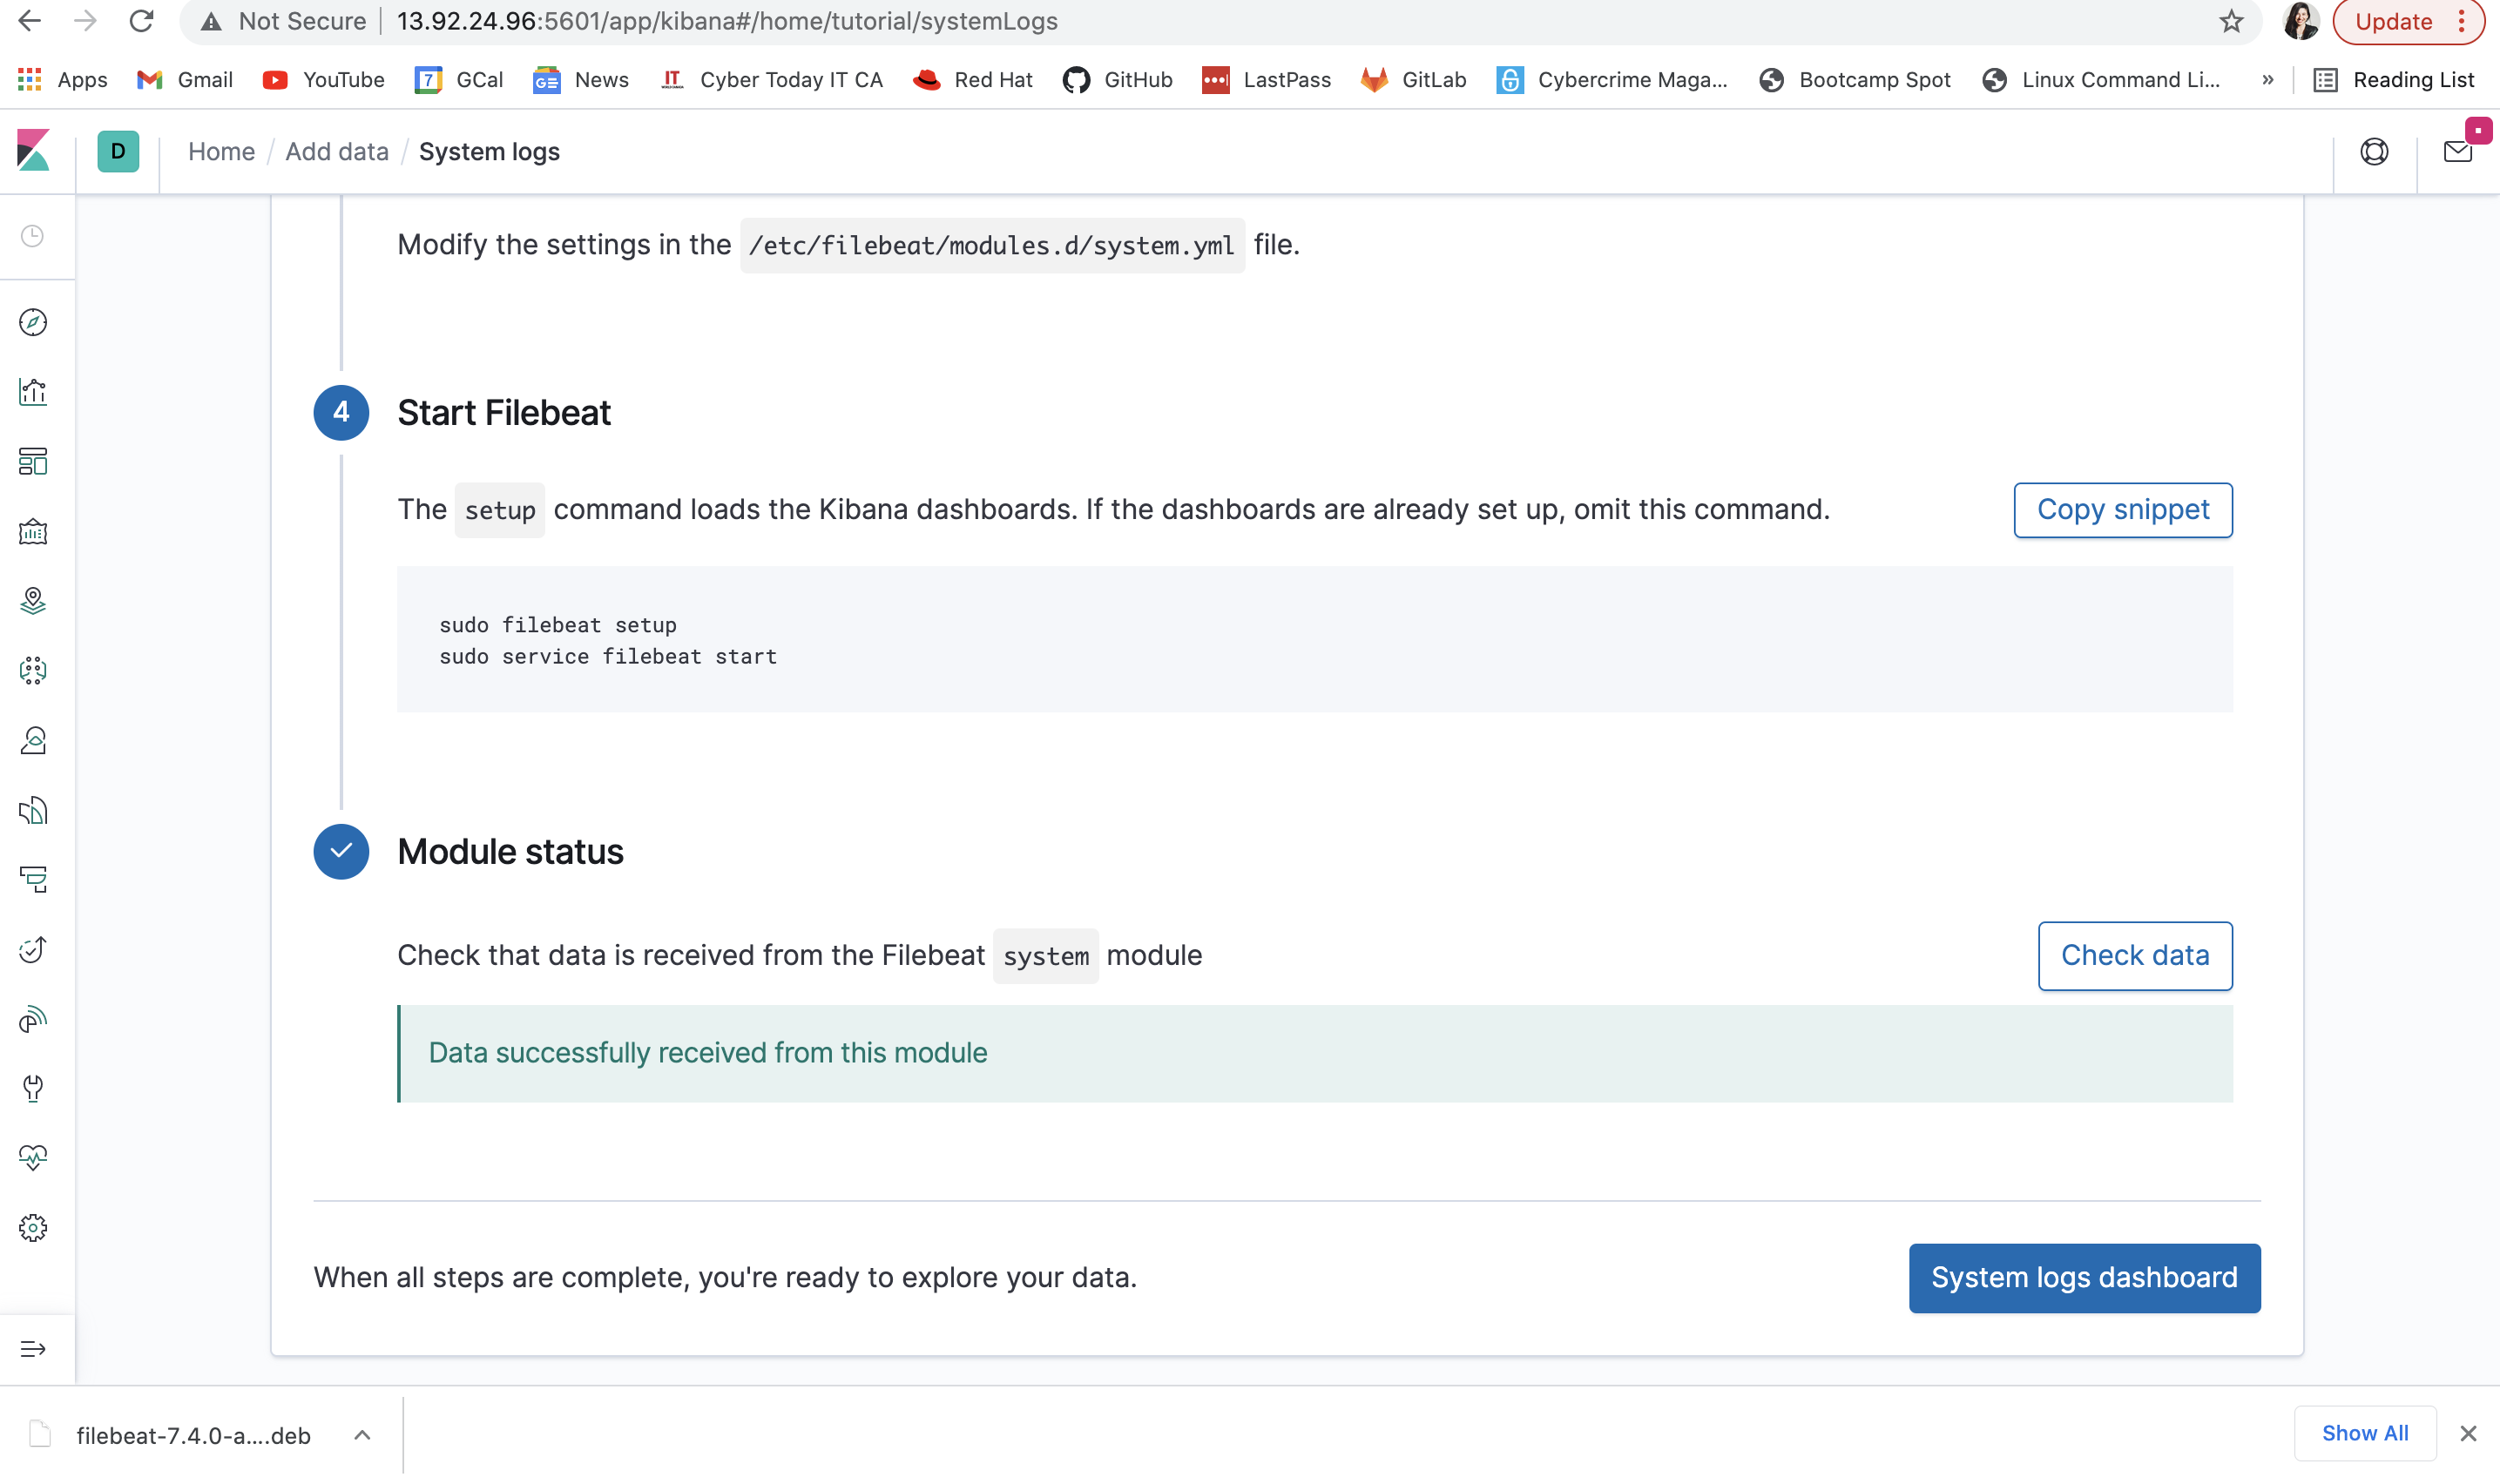 Not Secure | 13.92.24.96:5601/app/kibana#/home/tutorial/systemLogs Update
Apps Gmail YouTube 7 GCal GE News IT Cyber Today IT CA Red Hat GitHub LastPass GitLab Cybercrime Maga... Bootcamp Spot Linux Command Li... » Reading List
D Home / Add data / System logs
Modify the settings in the /etc/filebeat/modules.d/system.yml file.
4 Start Filebeat
The setup command loads the Kibana dashboards. If the dashboards are already set up, omit this command. Copy snippet
sudo filebeat setup
sudo service filebeat start
Module status
Check that data is received from the Filebeat system module Check data
Data successfully received from this module
When all steps are complete, you're ready to explore your data. System logs dashboard
filebeat-7.4.0-a....deb Show All